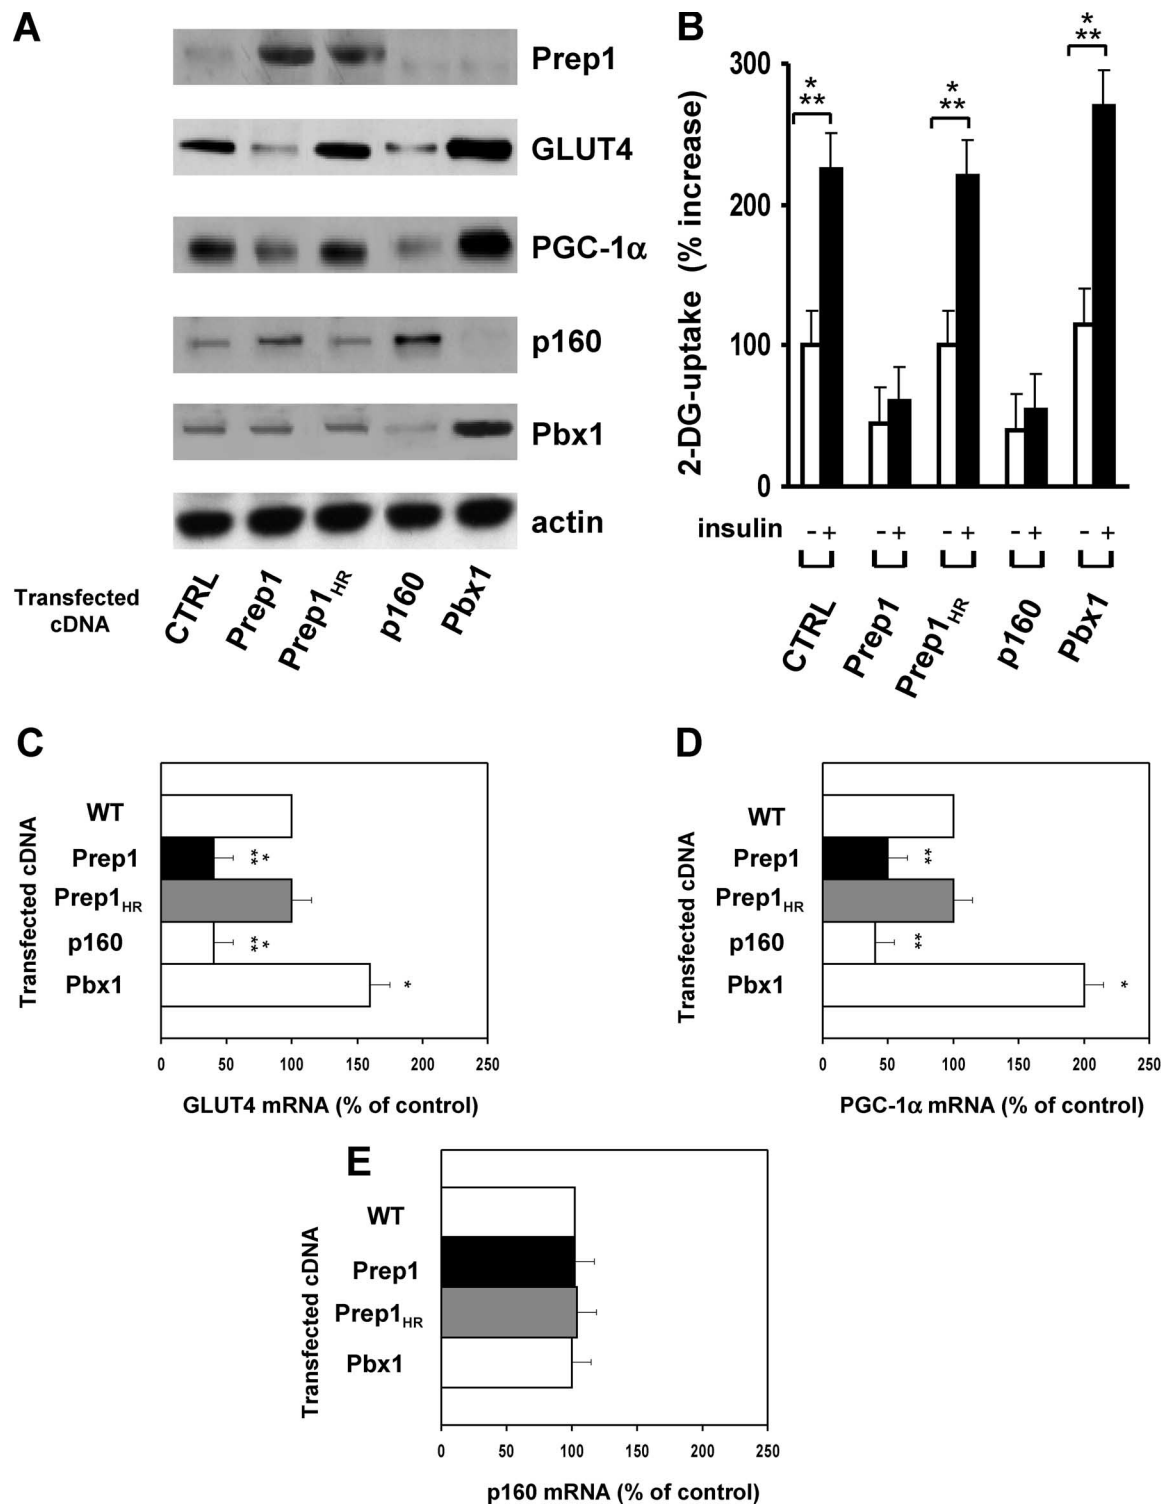 A
Prep1
GLUT4
PGC-1α
p160
Pbx1
actin
Transfected
cDNA
CTRL
Prep1
Prep1HR
p160
Pbx1
B
2-DG-uptake (% increase)
300
200
100
0
*
**
*
**
*
**
insulin
- + - + - + - + - +
CTRL
Prep1
Prep1HR
p160
Pbx1
C
Transfected cDNA
WT
Prep1
***
Prep1HR
p160
***
Pbx1
*
0 50 100 150 200 250
GLUT4 mRNA (% of control)
D
Transfected cDNA
WT
Prep1
**
Prep1HR
p160
**
Pbx1
*
0 50 100 150 200 250
PGC-1α mRNA (% of control)
E
Transfected cDNA
WT
Prep1
Prep1HR
Pbx1
0 50 100 150 200 250
p160 mRNA (% of control)